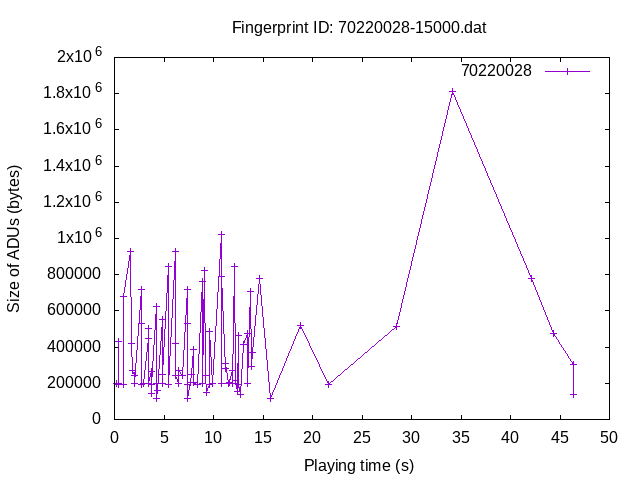 Fingerprint ID: 70220028-15000.dat
70220028
2x10^6
1.8x10^6
1.6x10^6
1.4x10^6
1.2x10^6
1x10^6
800000
600000
400000
200000
0
Size of ADUs (bytes)
0 5 10 15 20 25 30 35 40 45 50
Playing time (s)